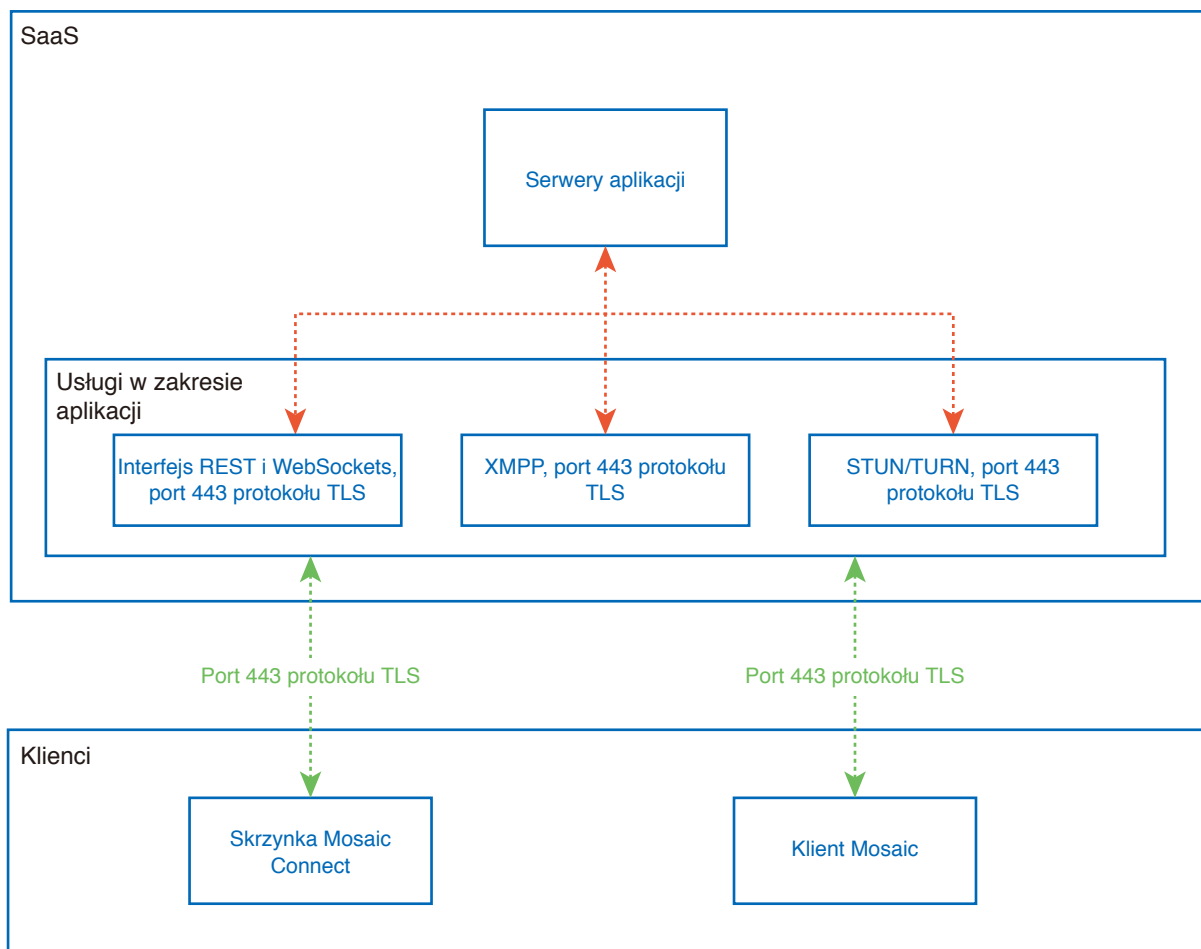 SaaS
Serwery aplikacji
Usługi w zakresie
aplikacji
Interfejs REST i WebSockets,
port 443 protokołu TLS
XMPP, port 443 protokołu
TLS
STUN/TURN, port 443
protokołu TLS
Port 443 protokołu TLS
Port 443 protokołu TLS
Klienci
Skrzynka Mosaic
Connect
Klient Mosaic